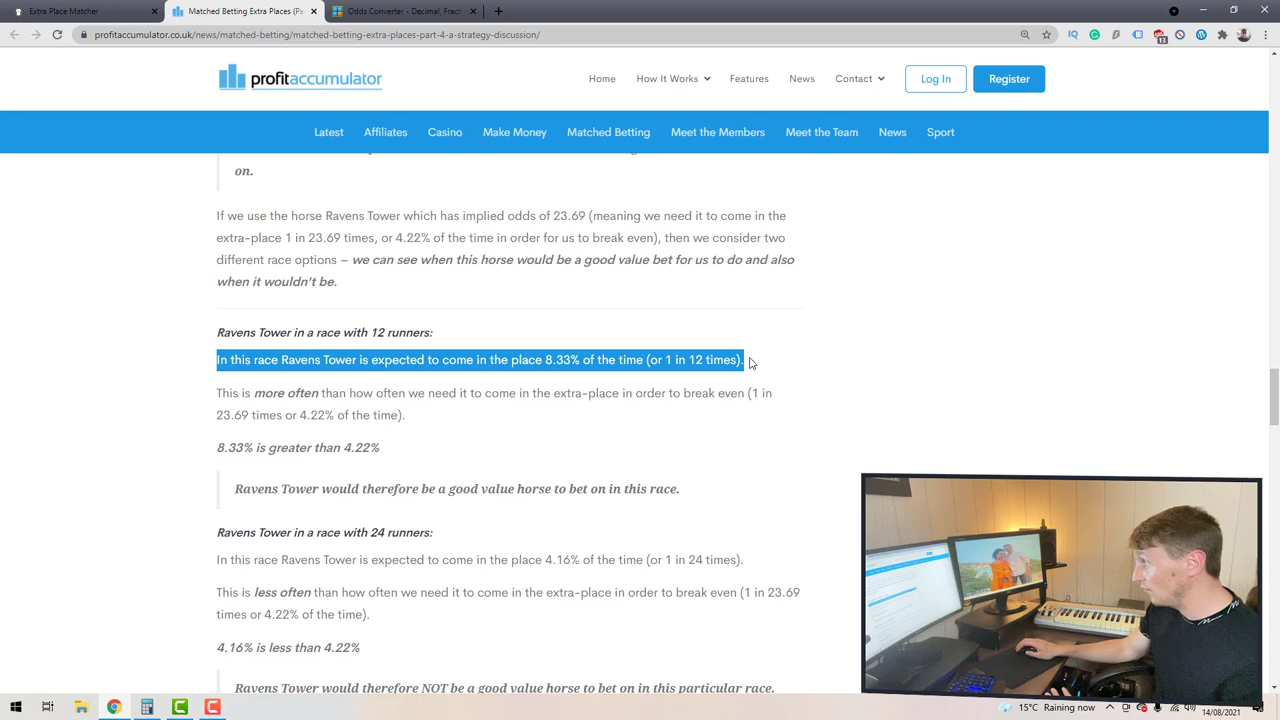 Extra Place Matcher
Matched Betting Extra Places (Pa
Odds Converter - Decimal, Fract
profitaccumulator.co.uk/news/matched-betting/matched-betting-extra-places-part-4-a-strategy-discussion/
13
profitaccumulator
Home
How It Works
Features
News
Contact
Log In
Register
Latest
Affiliates
Casino
Make Money
Matched Betting
Meet the Members
Meet the Team
News
Sport
on.
If we use the horse Ravens Tower which has implied odds of 23.69 (meaning we need it to come in the
extra-place 1 in 23.69 times, or 4.22% of the time in order for us to break even), then we consider two
different race options – we can see when this horse would be a good value bet for us to do and also
when it wouldn't be.
Ravens Tower in a race with 12 runners:
In this race Ravens Tower is expected to come in the place 8.33% of the time (or 1 in 12 times).
This is more often than how often we need it to come in the extra-place in order to break even (1 in
23.69 times or 4.22% of the time).
8.33% is greater than 4.22%
Ravens Tower would therefore be a good value horse to bet on in this race.
Ravens Tower in a race with 24 runners:
In this race Ravens Tower is expected to come in the place 4.16% of the time (or 1 in 24 times).
This is less often than how often we need it to come in the extra-place in order to break even (1 in 23.69
times or 4.22% of the time).
4.16% is less than 4.22%
Ravens Tower would therefore NOT be a good value horse to bet on in this particular race.
15°C Raining now
14/08/2021